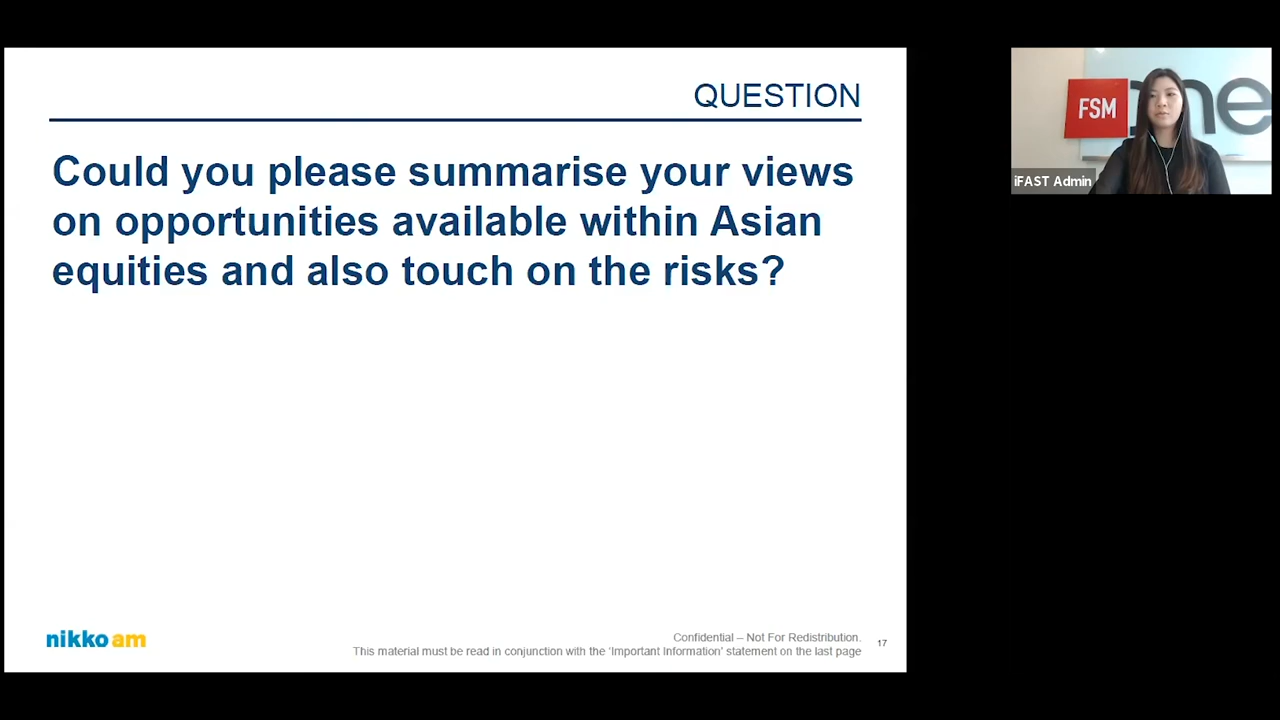 QUESTION
Could you please summarise your views
on opportunities available within Asian
equities and also touch on the risks?
nikko am
Confidential – Not For Redistribution.
This material must be read in conjunction with the 'Important Information' statement on the last page
17
FSM
one
iFAST Admin